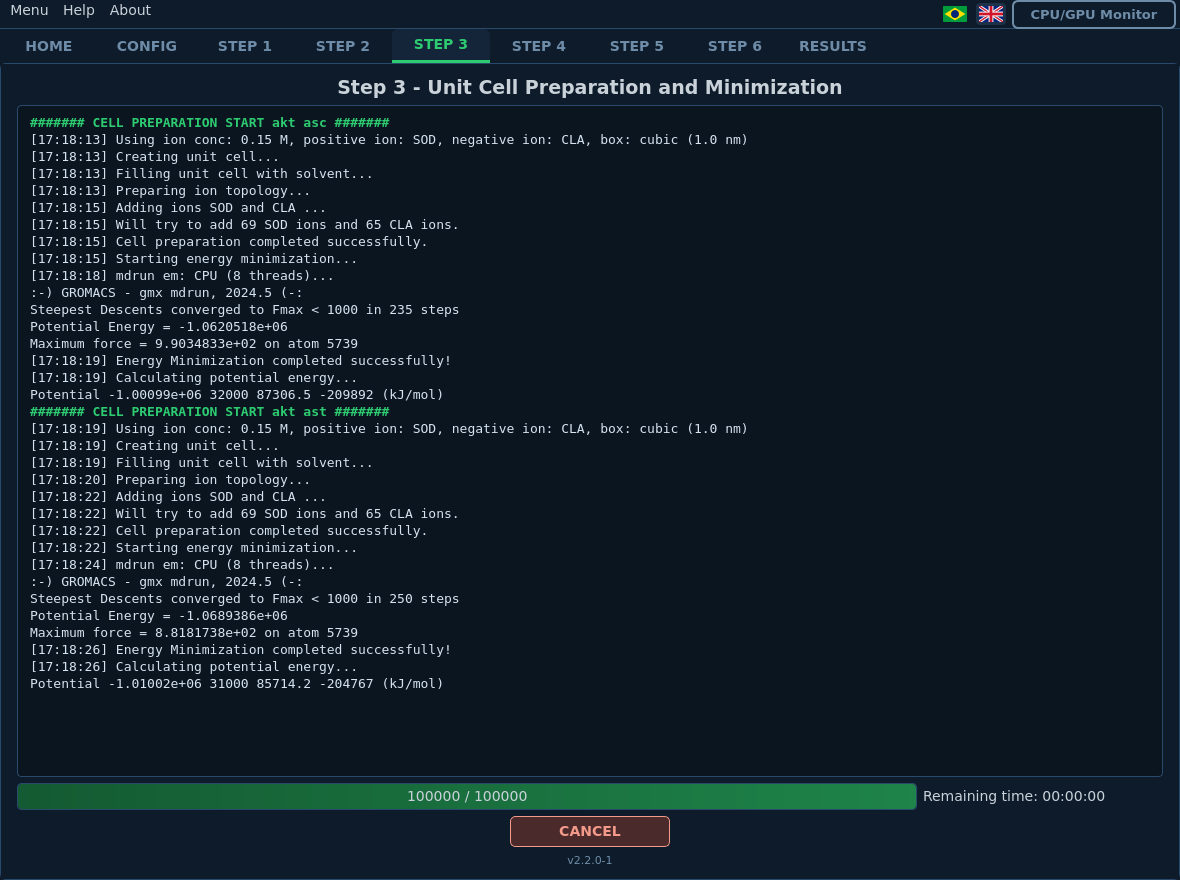 Menu Help About
CPU/GPU Monitor
HOME CONFIG STEP 1 STEP 2 STEP 3 STEP 4 STEP 5 STEP 6 RESULTS
Step 3 - Unit Cell Preparation and Minimization
####### CELL PREPARATION START akt asc #######
[17:18:13] Using ion conc: 0.15 M, positive ion: SOD, negative ion: CLA, box: cubic (1.0 nm)
[17:18:13] Creating unit cell...
[17:18:13] Filling unit cell with solvent...
[17:18:13] Preparing ion topology...
[17:18:15] Adding ions SOD and CLA ...
[17:18:15] Will try to add 69 SOD ions and 65 CLA ions.
[17:18:15] Cell preparation completed successfully.
[17:18:15] Starting energy minimization...
[17:18:18] mdrun em: CPU (8 threads)...
:-) GROMACS - gmx mdrun, 2024.5 (-:
Steepest Descents converged to Fmax < 1000 in 235 steps
Potential Energy = -1.0620518e+06
Maximum force = 9.9034833e+02 on atom 5739
[17:18:19] Energy Minimization completed successfully!
[17:18:19] Calculating potential energy...
Potential -1.00099e+06 32000 87306.5 -209892 (kJ/mol)
####### CELL PREPARATION START akt ast #######
[17:18:19] Using ion conc: 0.15 M, positive ion: SOD, negative ion: CLA, box: cubic (1.0 nm)
[17:18:19] Creating unit cell...
[17:18:19] Filling unit cell with solvent...
[17:18:20] Preparing ion topology...
[17:18:22] Adding ions SOD and CLA ...
[17:18:22] Will try to add 69 SOD ions and 65 CLA ions.
[17:18:22] Cell preparation completed successfully.
[17:18:22] Starting energy minimization...
[17:18:24] mdrun em: CPU (8 threads)...
:-) GROMACS - gmx mdrun, 2024.5 (-:
Steepest Descents converged to Fmax < 1000 in 250 steps
Potential Energy = -1.0689386e+06
Maximum force = 8.8181738e+02 on atom 5739
[17:18:26] Energy Minimization completed successfully!
[17:18:26] Calculating potential energy...
Potential -1.01002e+06 31000 85714.2 -204767 (kJ/mol)
100000 / 100000 Remaining time: 00:00:00
CANCEL
v2.2.0-1